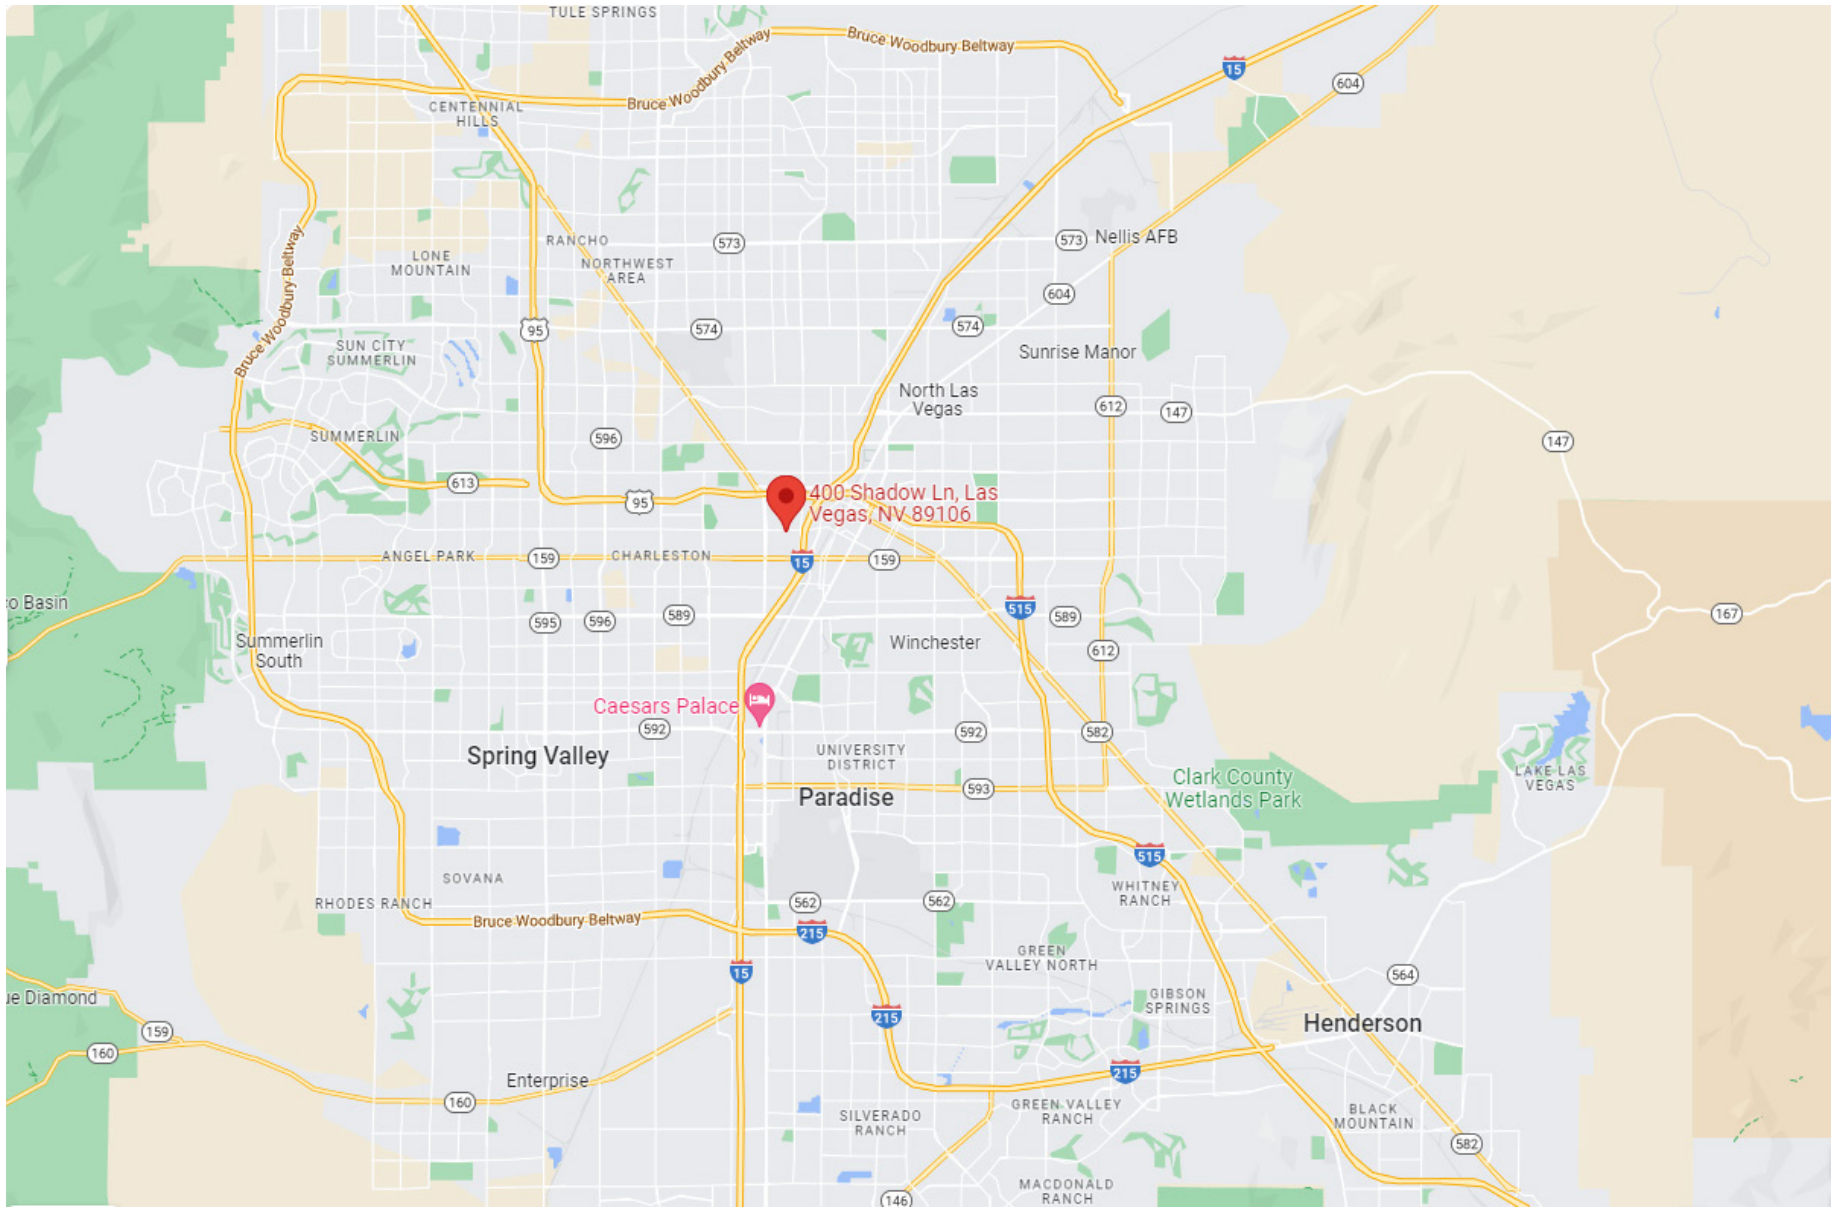 TULE SPRINGS
Bruce Woodbury Beltway
Bruce Woodbury Beltway
15
604
CENTENNIAL
HILLS
Bruce Woodbury Beltway
RANCHO
573
573
Nellis AFB
LONE
MOUNTAIN
NORTHWEST
AREA
Bruce Woodbury Beltway
604
95
574
574
SUN CITY
SUMMERLIN
Sunrise Manor
North Las
Vegas
612
147
SUMMERLIN
596
147
613
95
400 Shadow Ln, Las
Vegas, NV 89106
ANGEL PARK
159
CHARLESTON
15
159
co Basin
515
589
167
595
596
589
Summerlin
South
Winchester
612
Caesars Palace
592
592
582
Spring Valley
UNIVERSITY
DISTRICT
Clark County
Wetlands Park
LAKE LAS
VEGAS
593
Paradise
515
SOVANA
WHITNEY
RANCH
RHODES RANCH
562
562
Bruce Woodbury Beltway
215
GREEN
VALLEY NORTH
15
564
ue Diamond
GIBSON
SPRINGS
215
Henderson
159
160
Enterprise
215
160
SILVERADO
RANCH
GREEN VALLEY
RANCH
BLACK
MOUNTAIN
582
MACDONALD
RANCH
146